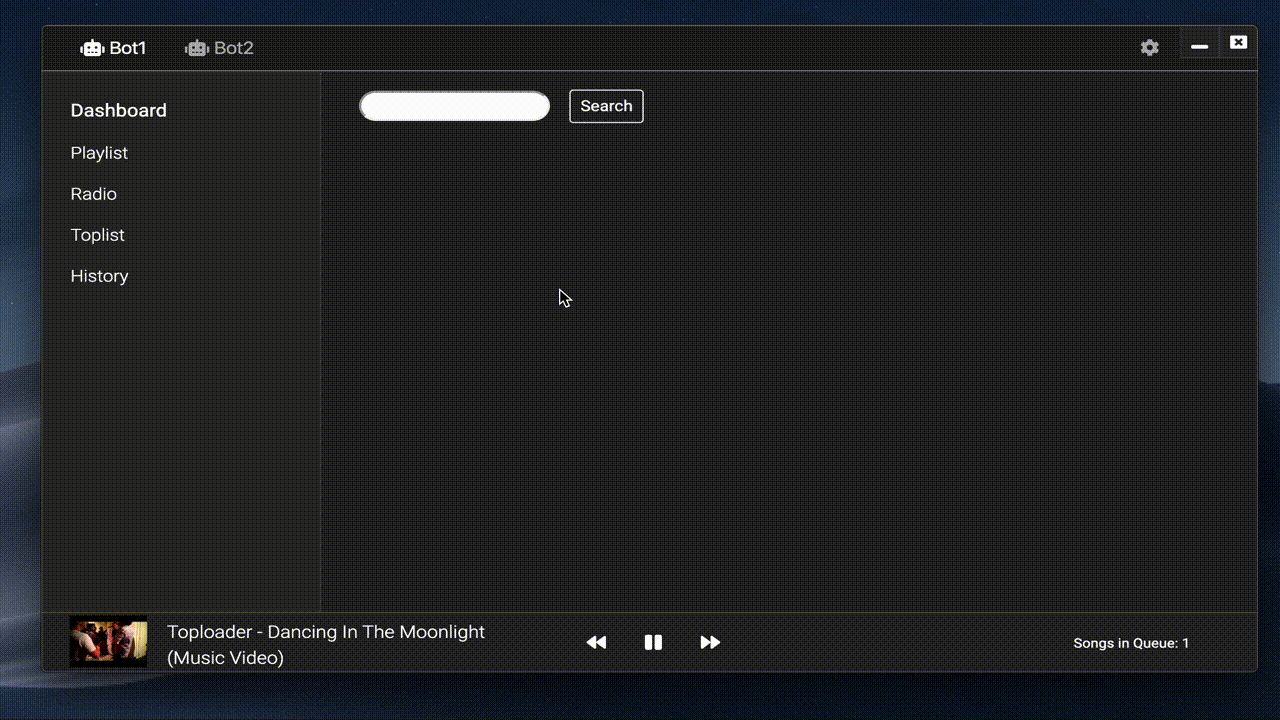 Bot1
Bot2
Dashboard
Playlist
Radio
Toplist
History
Search
Toploader - Dancing In The Moonlight
(Music Video)
Songs in Queue: 1